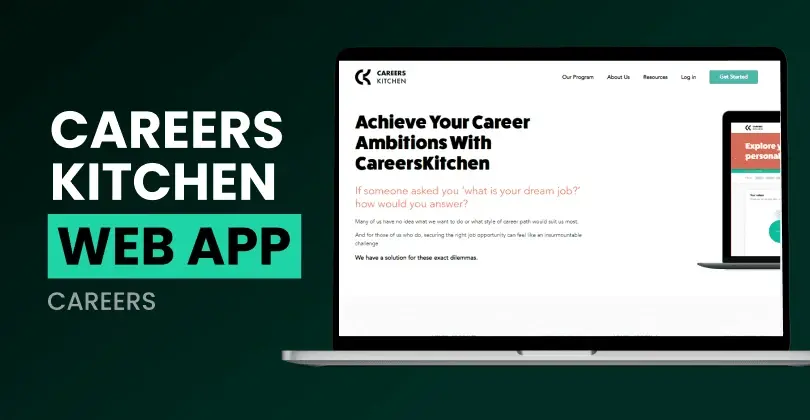 CAREERS
KITCHEN
WEB APP
CAREERS
CAREERS
KITCHEN
Our Program About Us Resources Log in Get Started
Achieve Your Career
Ambitions With
CareersKitchen
If someone asked you ‘what is your dream job?’
how would you answer?
Many of us have no idea what we want to do or what style of career path would suit us most.
And for those of us who do, securing the right job opportunity can feel like an insurmountable
challenge
We have a solution for these exact dilemmas.
Explore y
personal